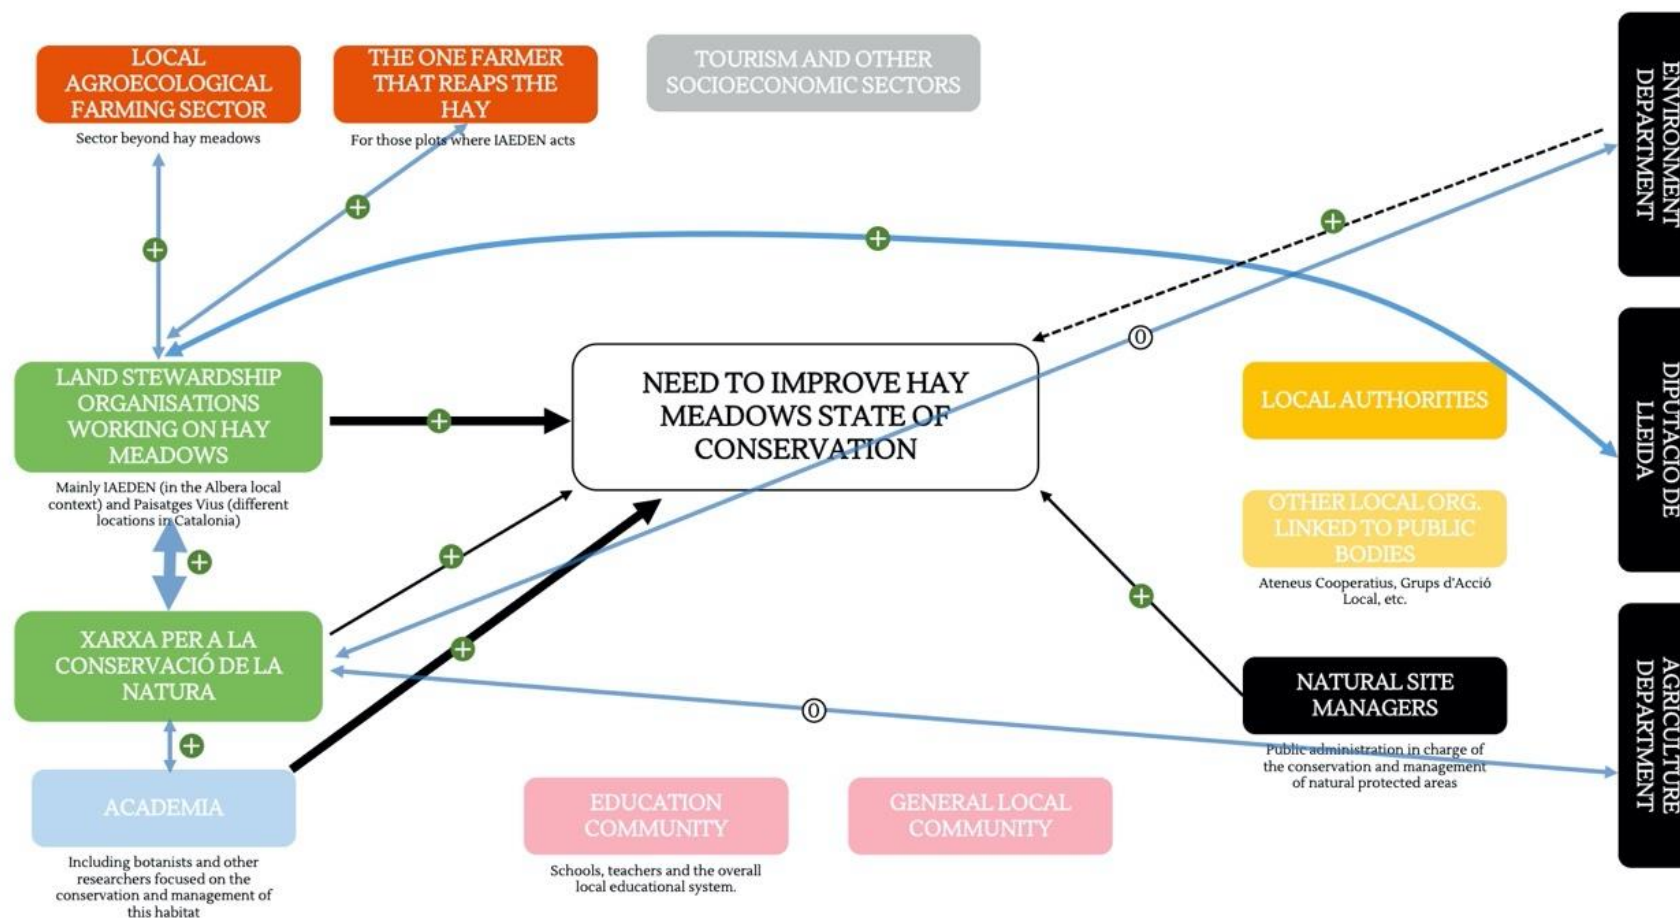 LOCAL
AGROECOLOGICAL
FARMING SECTOR
Sector beyond hay meadows
THE ONE FARMER
THAT REAPS THE
HAY
For those plots where IAEDEN acts
TOURISM AND OTHER
SOCIOECONOMIC SECTORS
ENVIRONMENT
DEPARTMENT
+
+
+
+
0
LAND STEWARDSHIP
ORGANISATIONS
WORKING ON HAY
MEADOWS
Mainly IAEDEN (in the Albera local
context) and Paisatges Vius (different
locations in Catalonia)
+
NEED TO IMPROVE HAY
MEADOWS STATE OF
CONSERVATION
LOCAL AUTHORITIES
DIPUTACIÓ DE
LLEIDA
OTHER LOCAL ORG.
LINKED TO PUBLIC
BODIES
Ateneus Cooperatius, Grups d'Acció
Local, etc.
+
+
+
+
XARXA PER A LA
CONSERVACIÓ DE LA
NATURA
0
NATURAL SITE
MANAGERS
Public administration in charge of
the conservation and management
of natural protected areas
AGRICULTURE
DEPARTMENT
+
ACADEMIA
Including botanists and other
researchers focused on the
conservation and management of
this habitat
EDUCATION
COMMUNITY
Schools, teachers and the overall
local educational system.
GENERAL LOCAL
COMMUNITY